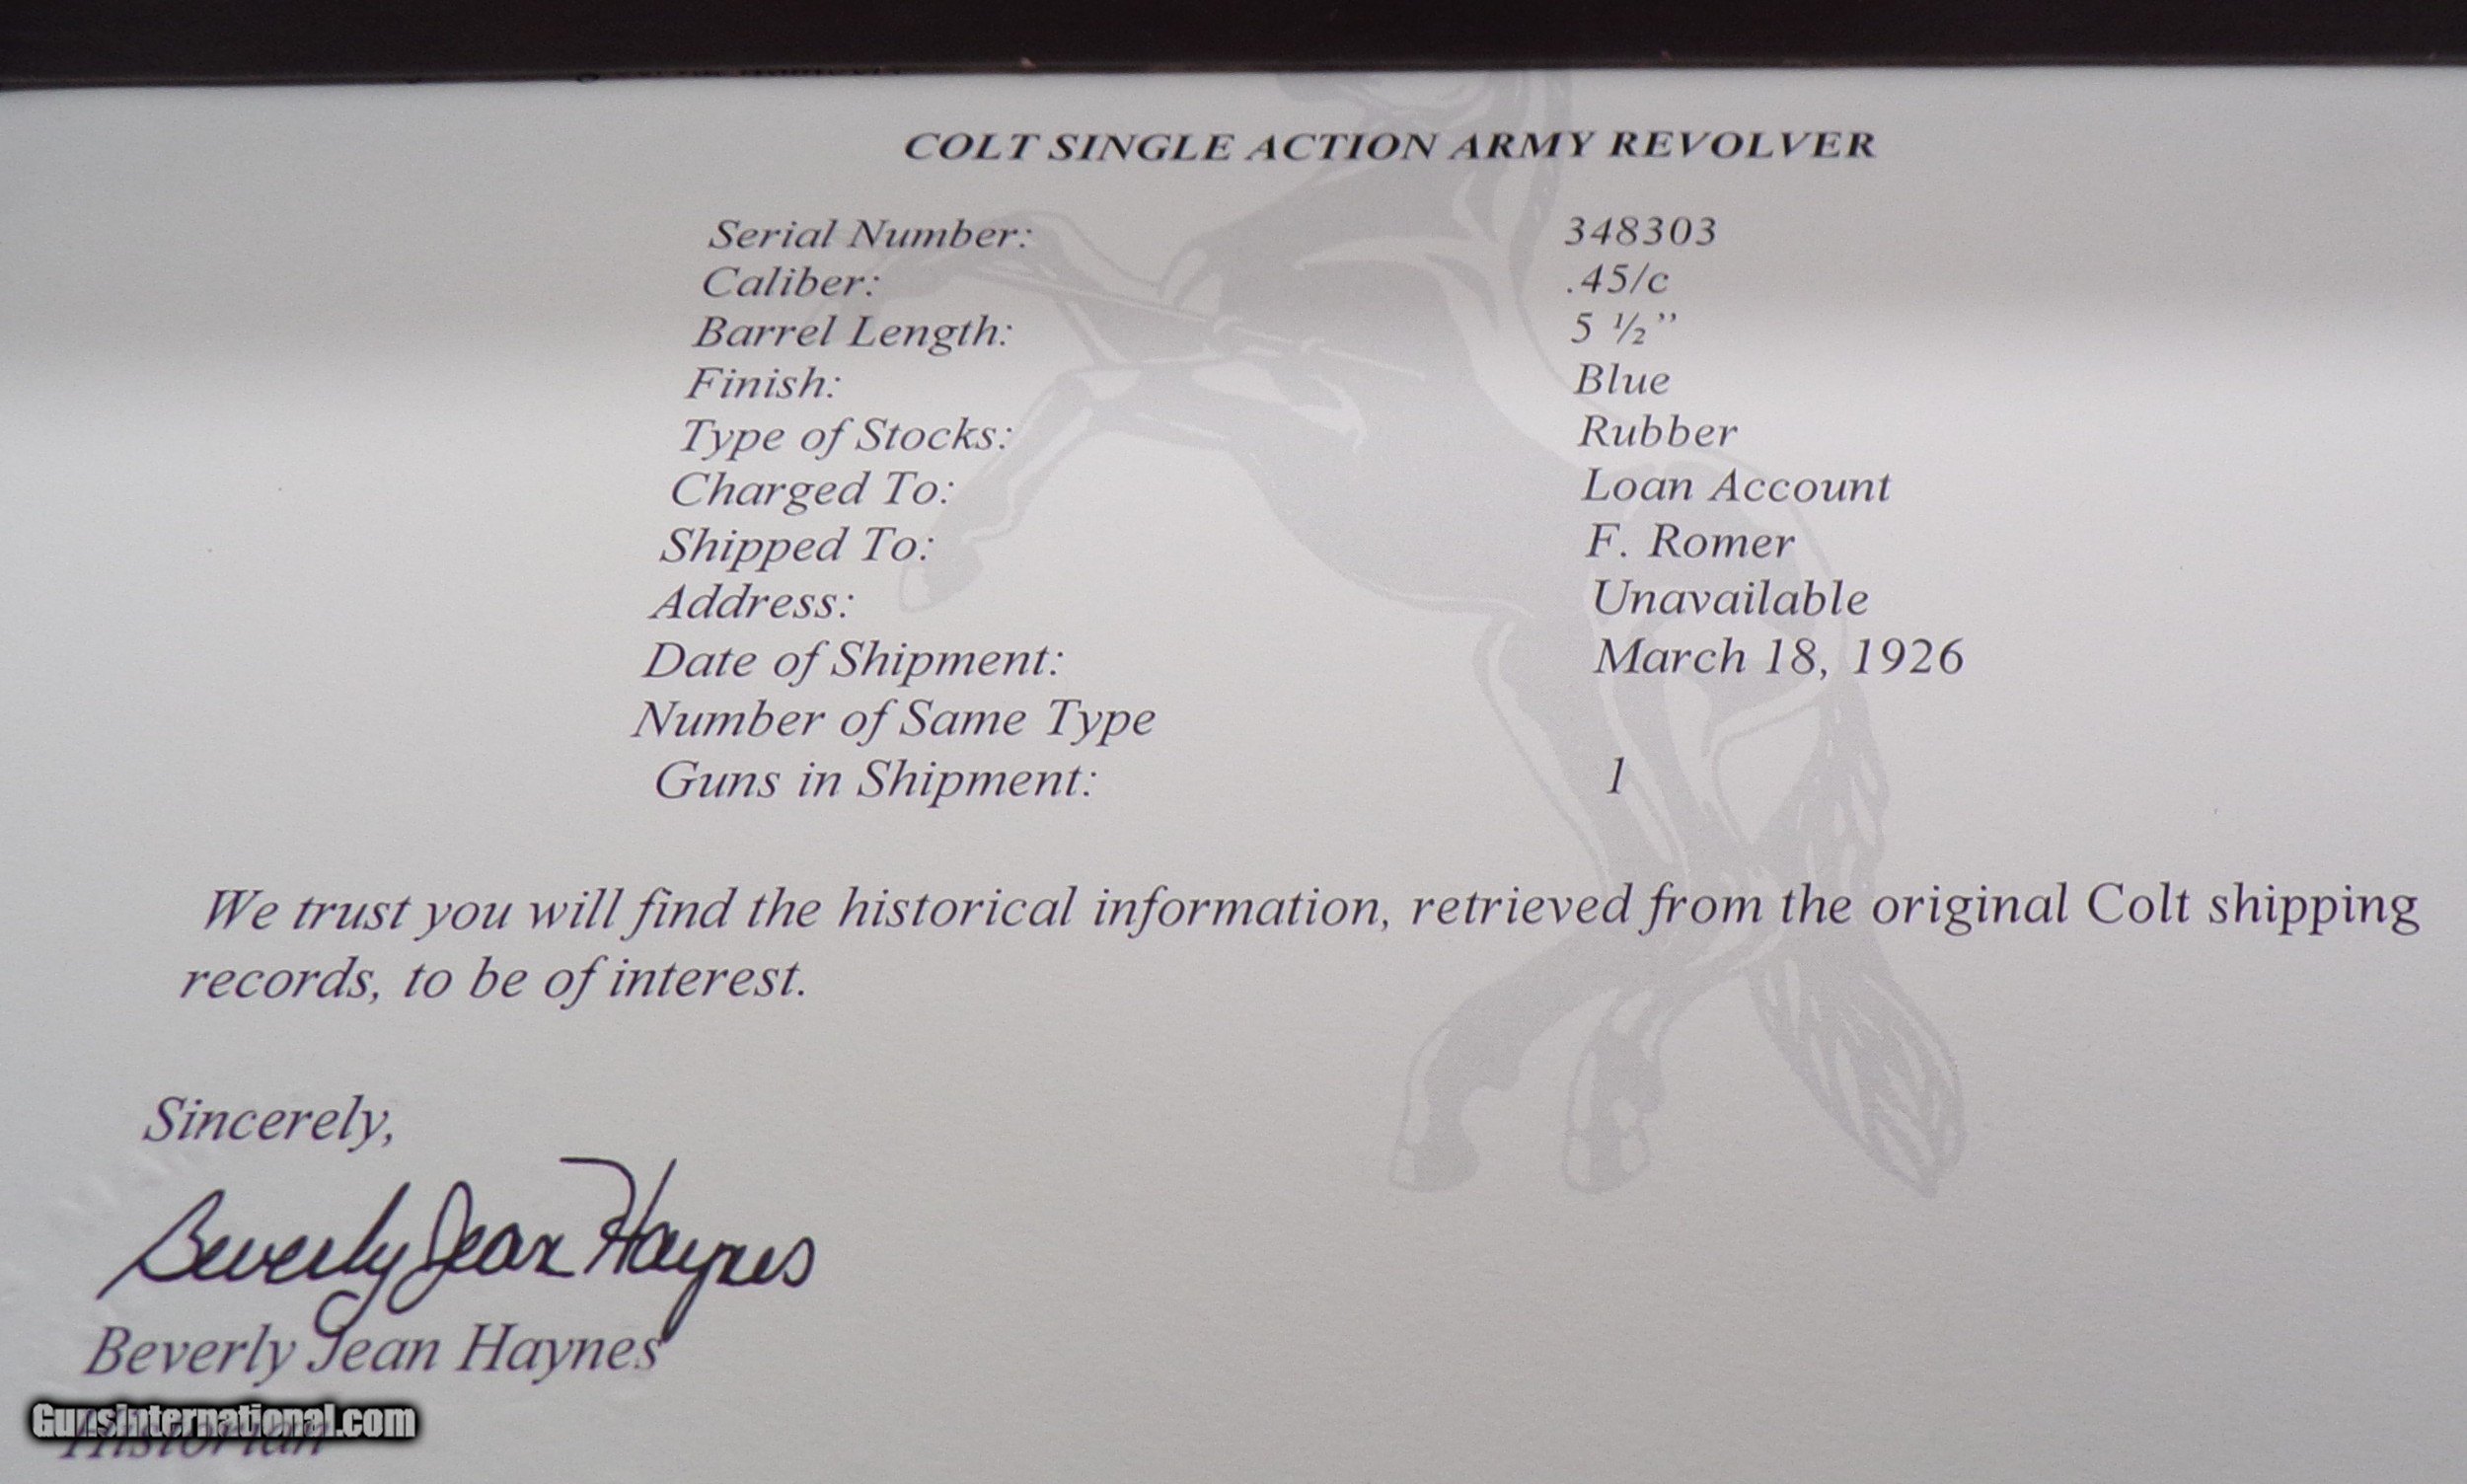 COLT SINGLE ACTION ARMY REVOLVER
Serial Number: 348303
Caliber: .45/c
Barrel Length: 5 ½”
Finish: Blue
Type of Stocks: Rubber
Charged To: Loan Account
Shipped To: F. Romer
Address: Unavailable
Date of Shipment: March 18, 1926
Number of Same Type
Guns in Shipment: 1
We trust you will find the historical information, retrieved from the original Colt shipping
records, to be of interest.
Sincerely,
Beverly Jean Haynes
Beverly Jean Haynes
GunsInternational.com
Historian